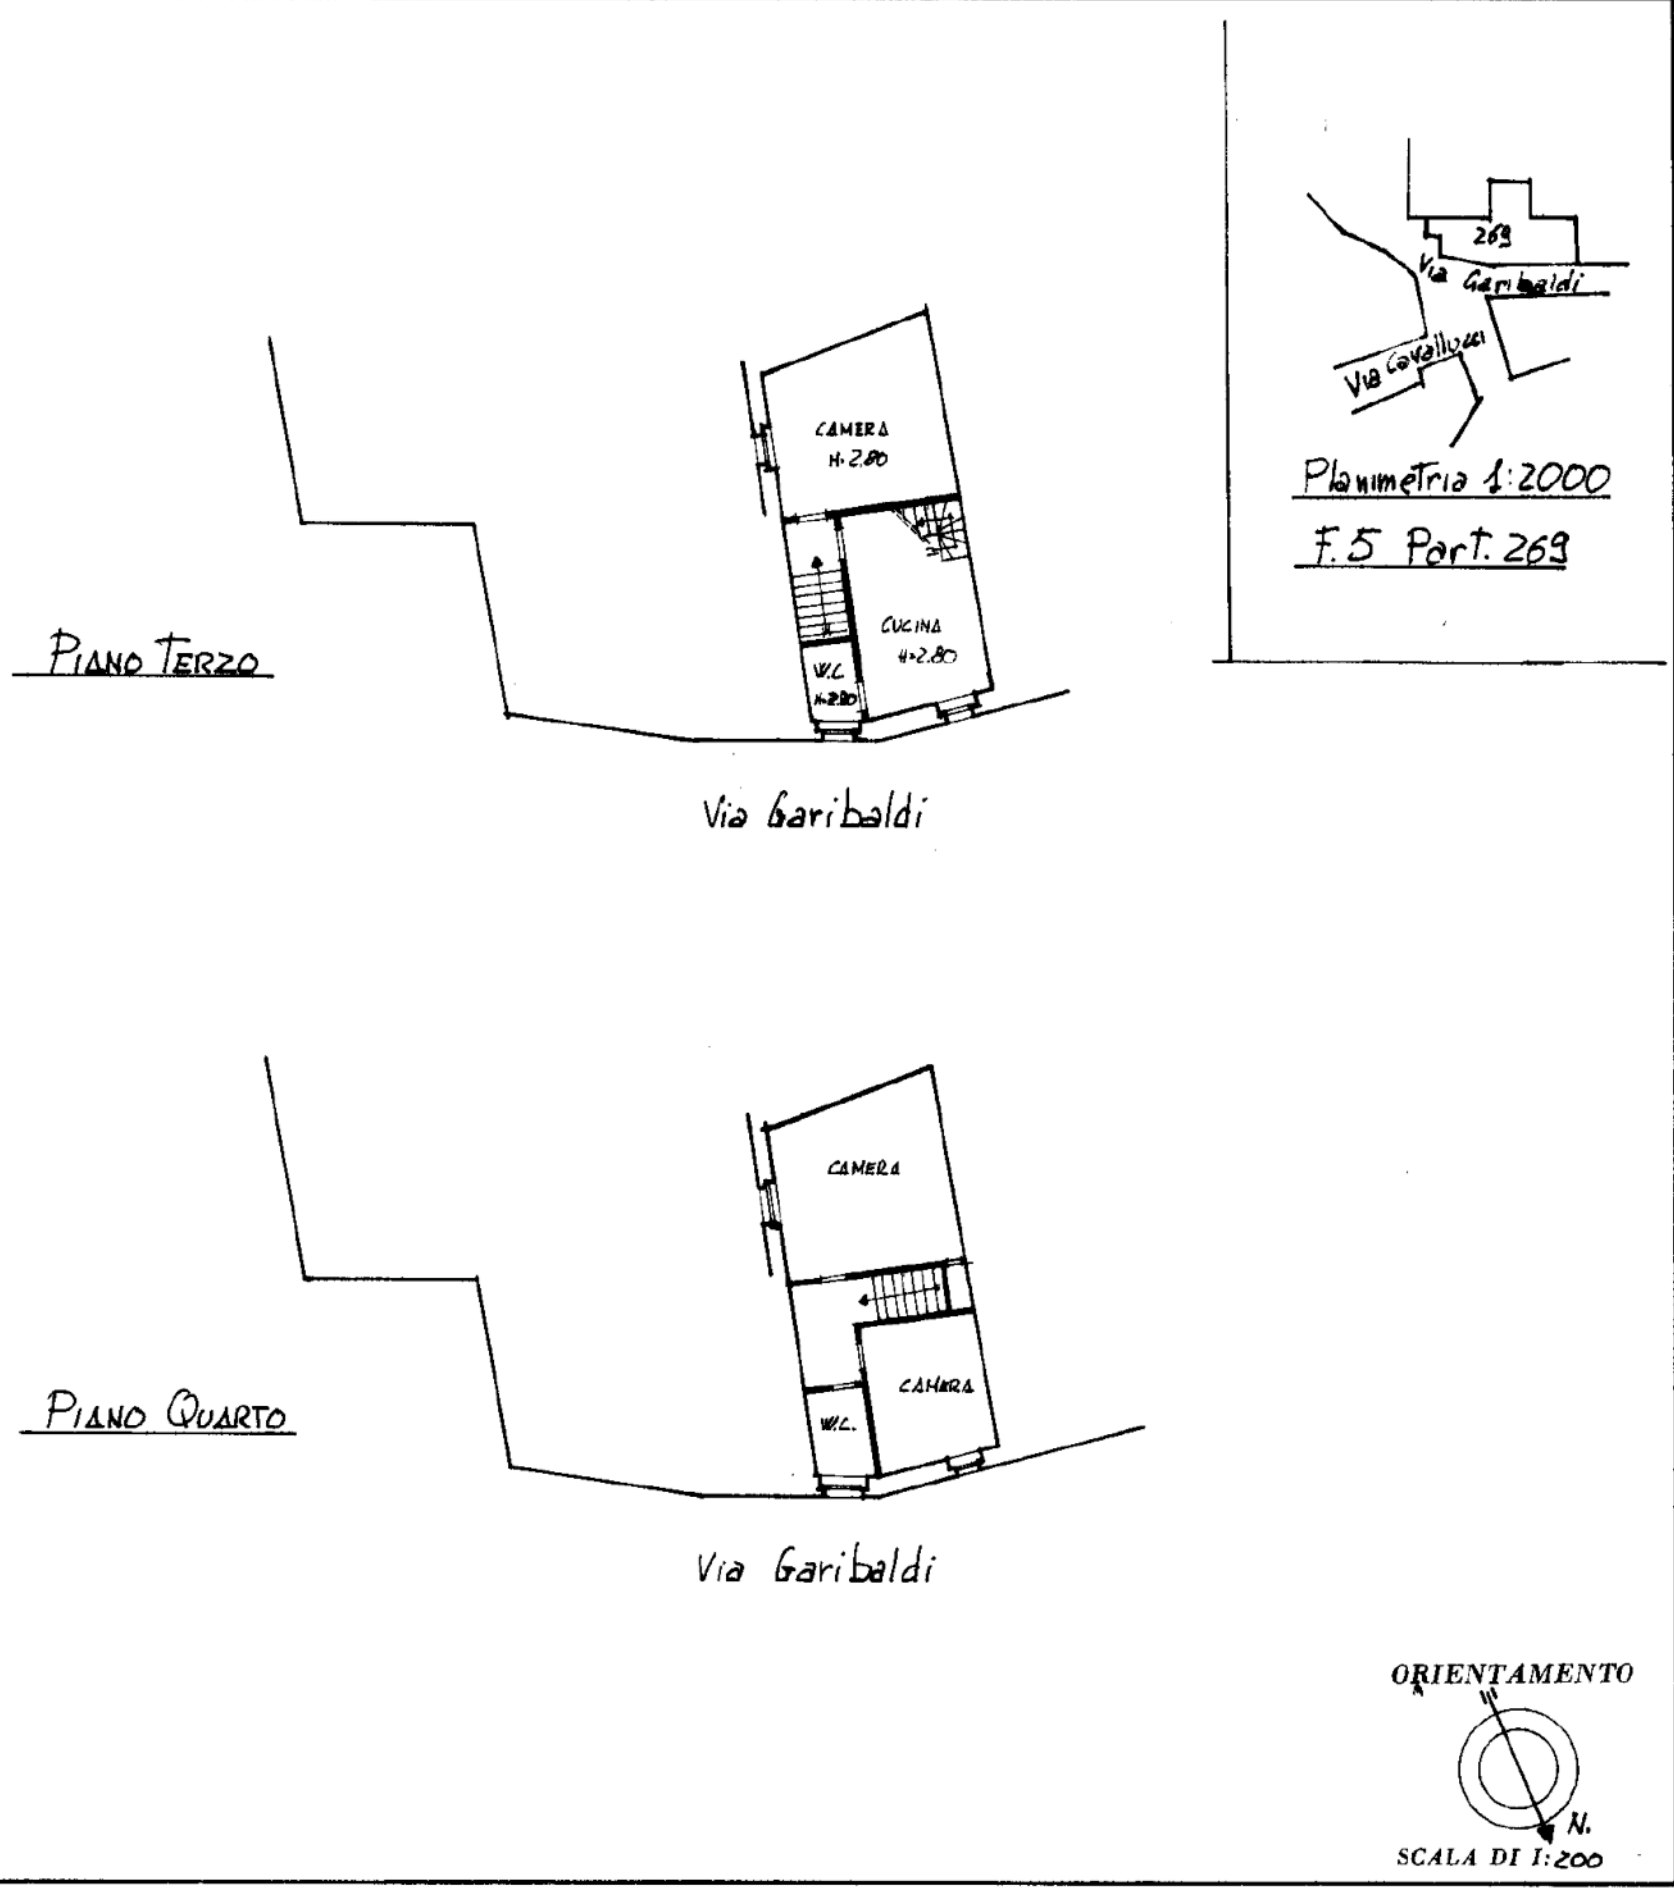 269
Via Garibaldi
Via Cavallucci
Planimetria 1:2000
F.5 Part. 269
CAMERA
H=2.80
CUCINA
H=2.80
W.C
H=2.80
PIANO TERZO
Via Garibaldi
CAMERA
CAMERA
W.C.
PIANO QUARTO
Via Garibaldi
ORIENTAMENTO
N.
SCALA DI 1:200